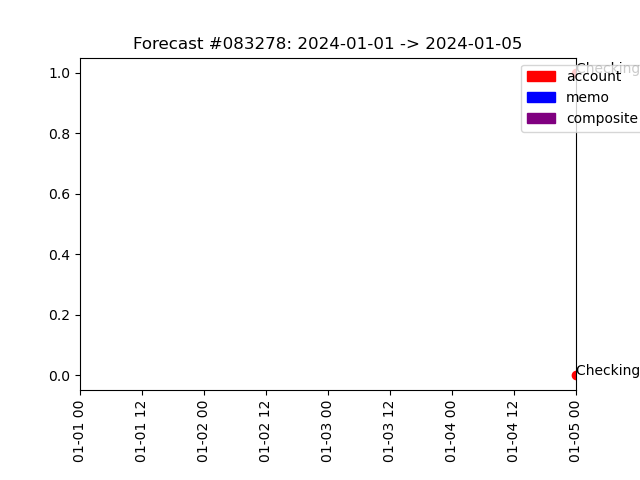 Forecast #083278: 2024-01-01 -> 2024-01-05
Checking
account
memo
composite
1.0
0.8
0.6
0.4
0.2
0.0
Checking
01-01 00
01-01 12
01-02 00
01-02 12
01-03 00
01-03 12
01-04 00
01-04 12
01-05 00